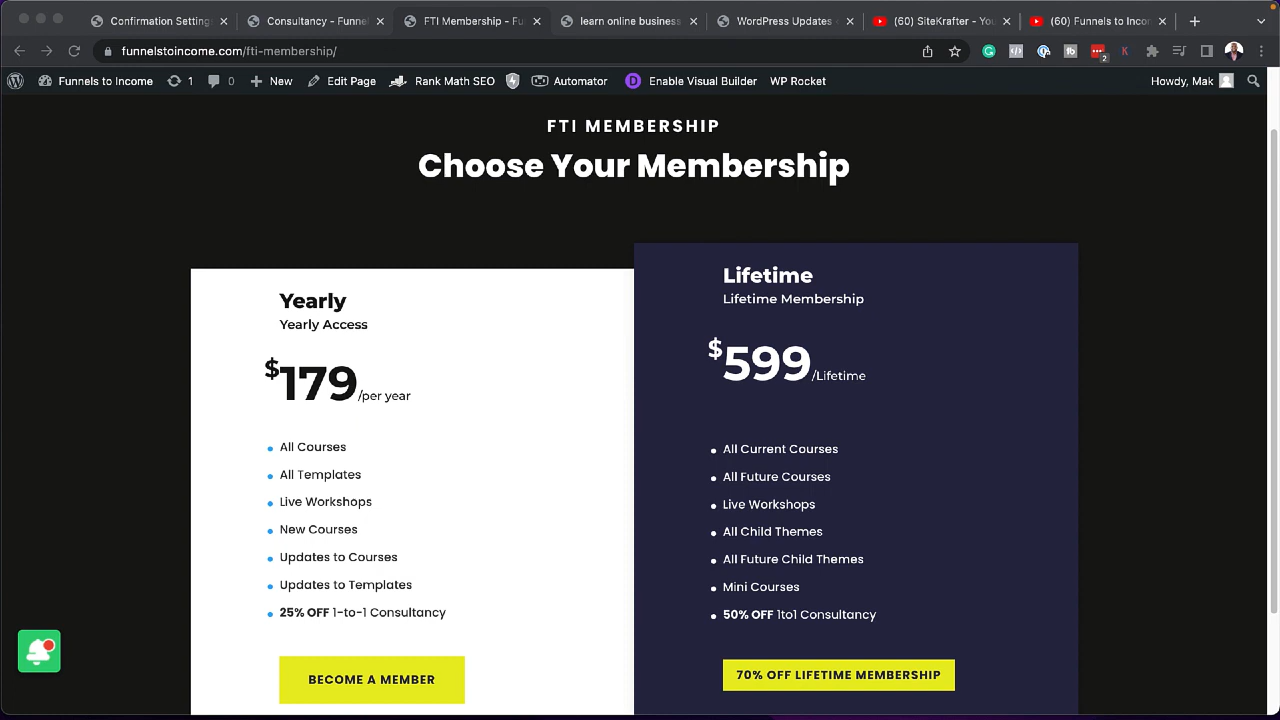 Confirmation Settings
Consultancy - Funnel
FTI Membership - Fu
learn online business
WordPress Updates
(60) SiteKrafter - You
(60) Funnels to Incom
funnelstoincome.com/fti-membership/
2
K
Funnels to Income
1
0
New
Edit Page
Rank Math SEO
Automator
D
Enable Visual Builder
WP Rocket
Howdy, Mak
FTI MEMBERSHIP
Choose Your Membership
Yearly
Yearly Access
$179/per year
All Courses
All Templates
Live Workshops
New Courses
Updates to Courses
Updates to Templates
25% OFF 1-to-1 Consultancy
BECOME A MEMBER
Lifetime
Lifetime Membership
$599/Lifetime
All Current Courses
All Future Courses
Live Workshops
All Child Themes
All Future Child Themes
Mini Courses
50% OFF 1to1 Consultancy
70% OFF LIFETIME MEMBERSHIP